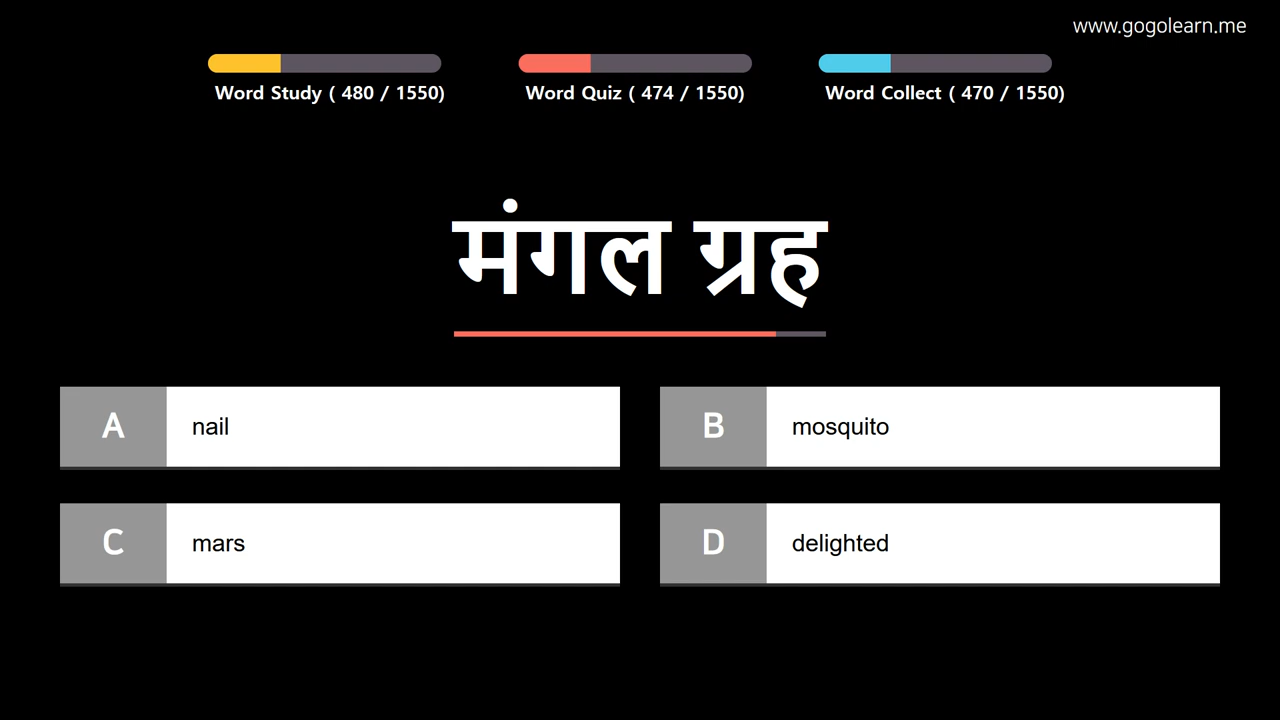 www.gogolearn.me
Word Study ( 480 / 1550)
Word Quiz ( 474 / 1550)
Word Collect ( 470 / 1550)
मंगल ग्रह
A nail
B mosquito
C mars
D delighted